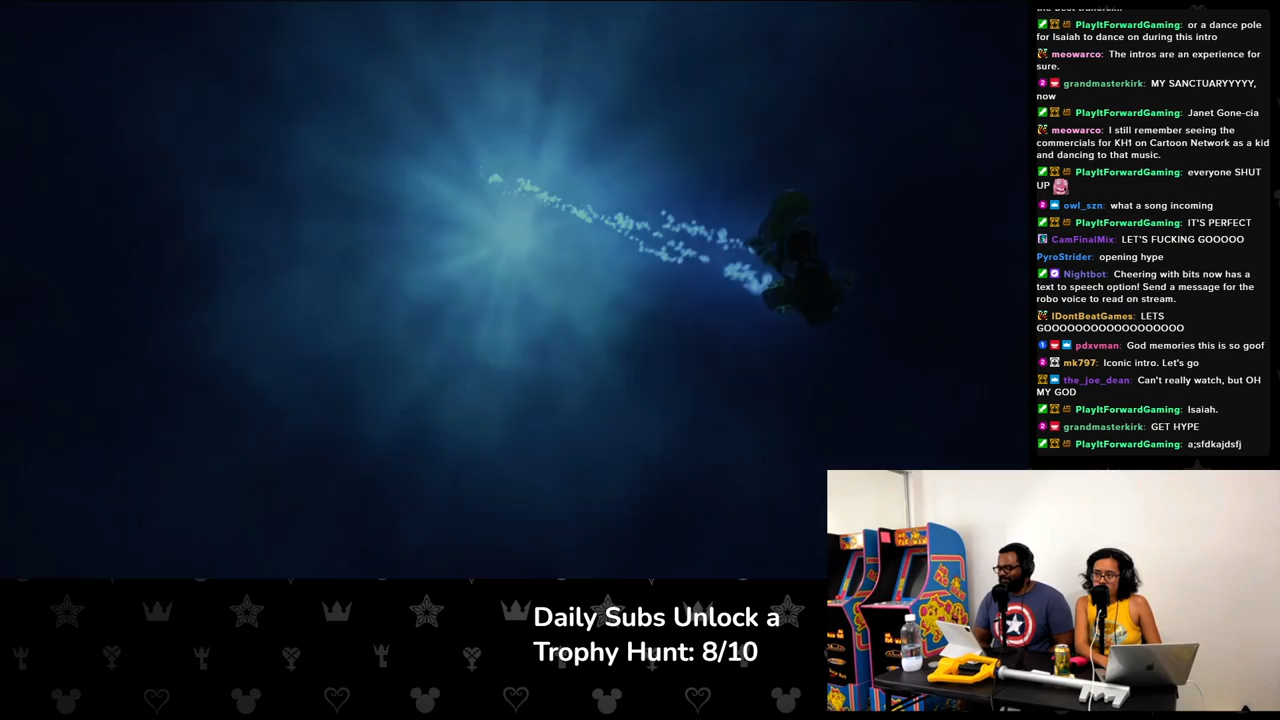 PlayItForwardGaming: or a dance pole
for Isaiah to dance on during this intro
meowarco: The intros are an experience for
sure.
grandmasterkirk: MY SANCTUARYYYYY,
now
PlayItForwardGaming: Janet Gone-cia
meowarco: I still remember seeing the
commercials for KH1 on Cartoon Network as a kid
and dancing to that music.
PlayItForwardGaming: everyone SHUT
UP
owl_szn: what a song incoming
PlayItForwardGaming: IT'S PERFECT
CamFinalMix: LET'S FUCKING GOOOOO
PyroStrider: opening hype
Nightbot: Cheering with bits now has a
text to speech option! Send a message for the
robo voice to read on stream.
IDontBeatGames: LETS
GOOOOOOOOOOOOOOOOOO
pdxvman: God memories this is so goof
mk797: Iconic intro. Let's go
the_joe_dean: Can't really watch, but OH
MY GOD
PlayItForwardGaming: Isaiah.
grandmasterkirk: GET HYPE
PlayItForwardGaming: a;sfdkajdsfj
Daily Subs Unlock a
Trophy Hunt: 8/10